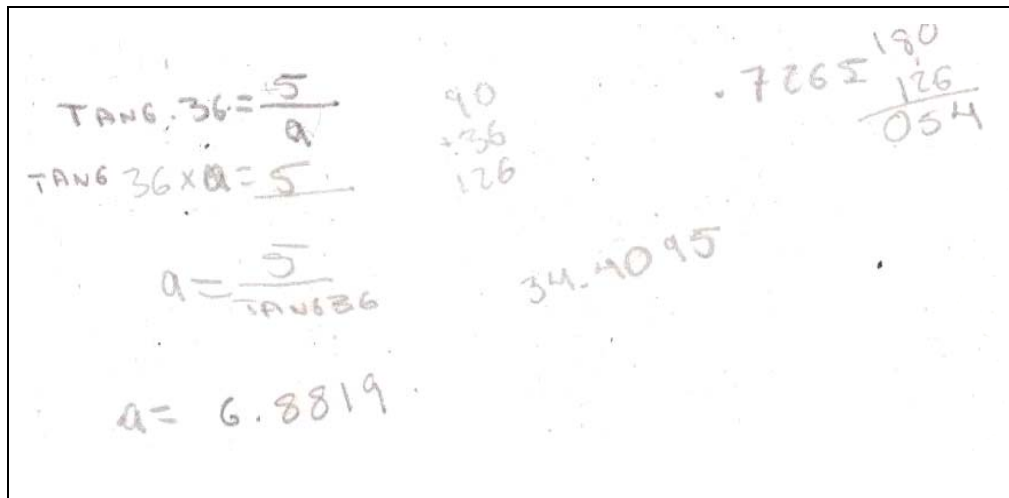 TANG. 36 = 5/a
TANG 36 x a = 5
a = 5/TANG36
a = 6.8819
90
+36
126
34.4095
.7265
180
126
054